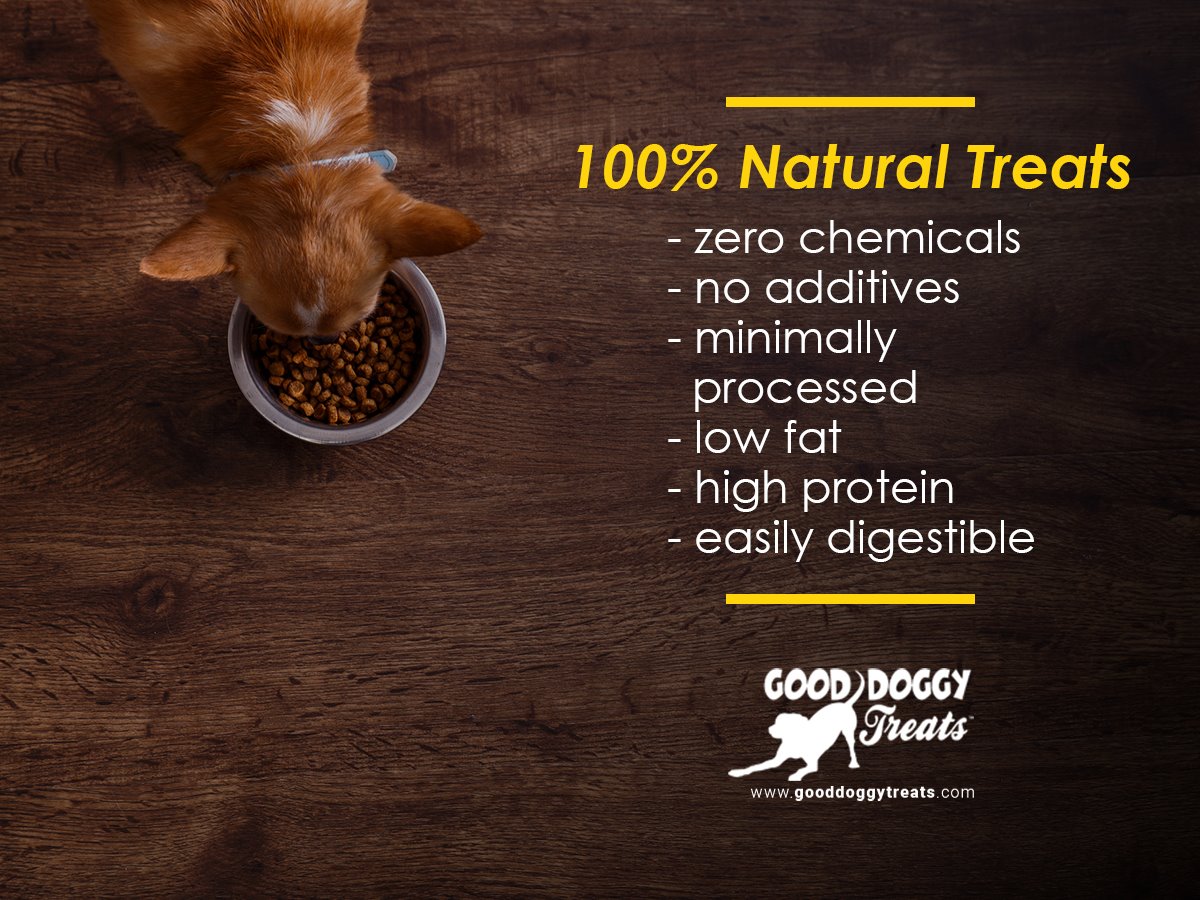 100% Natural Treats
- zero chemicals
- no additives
- minimally
processed
- low fat
- high protein
- easily digestible
GOOD DOGGY
Treats™
www.gooddoggytreats.com